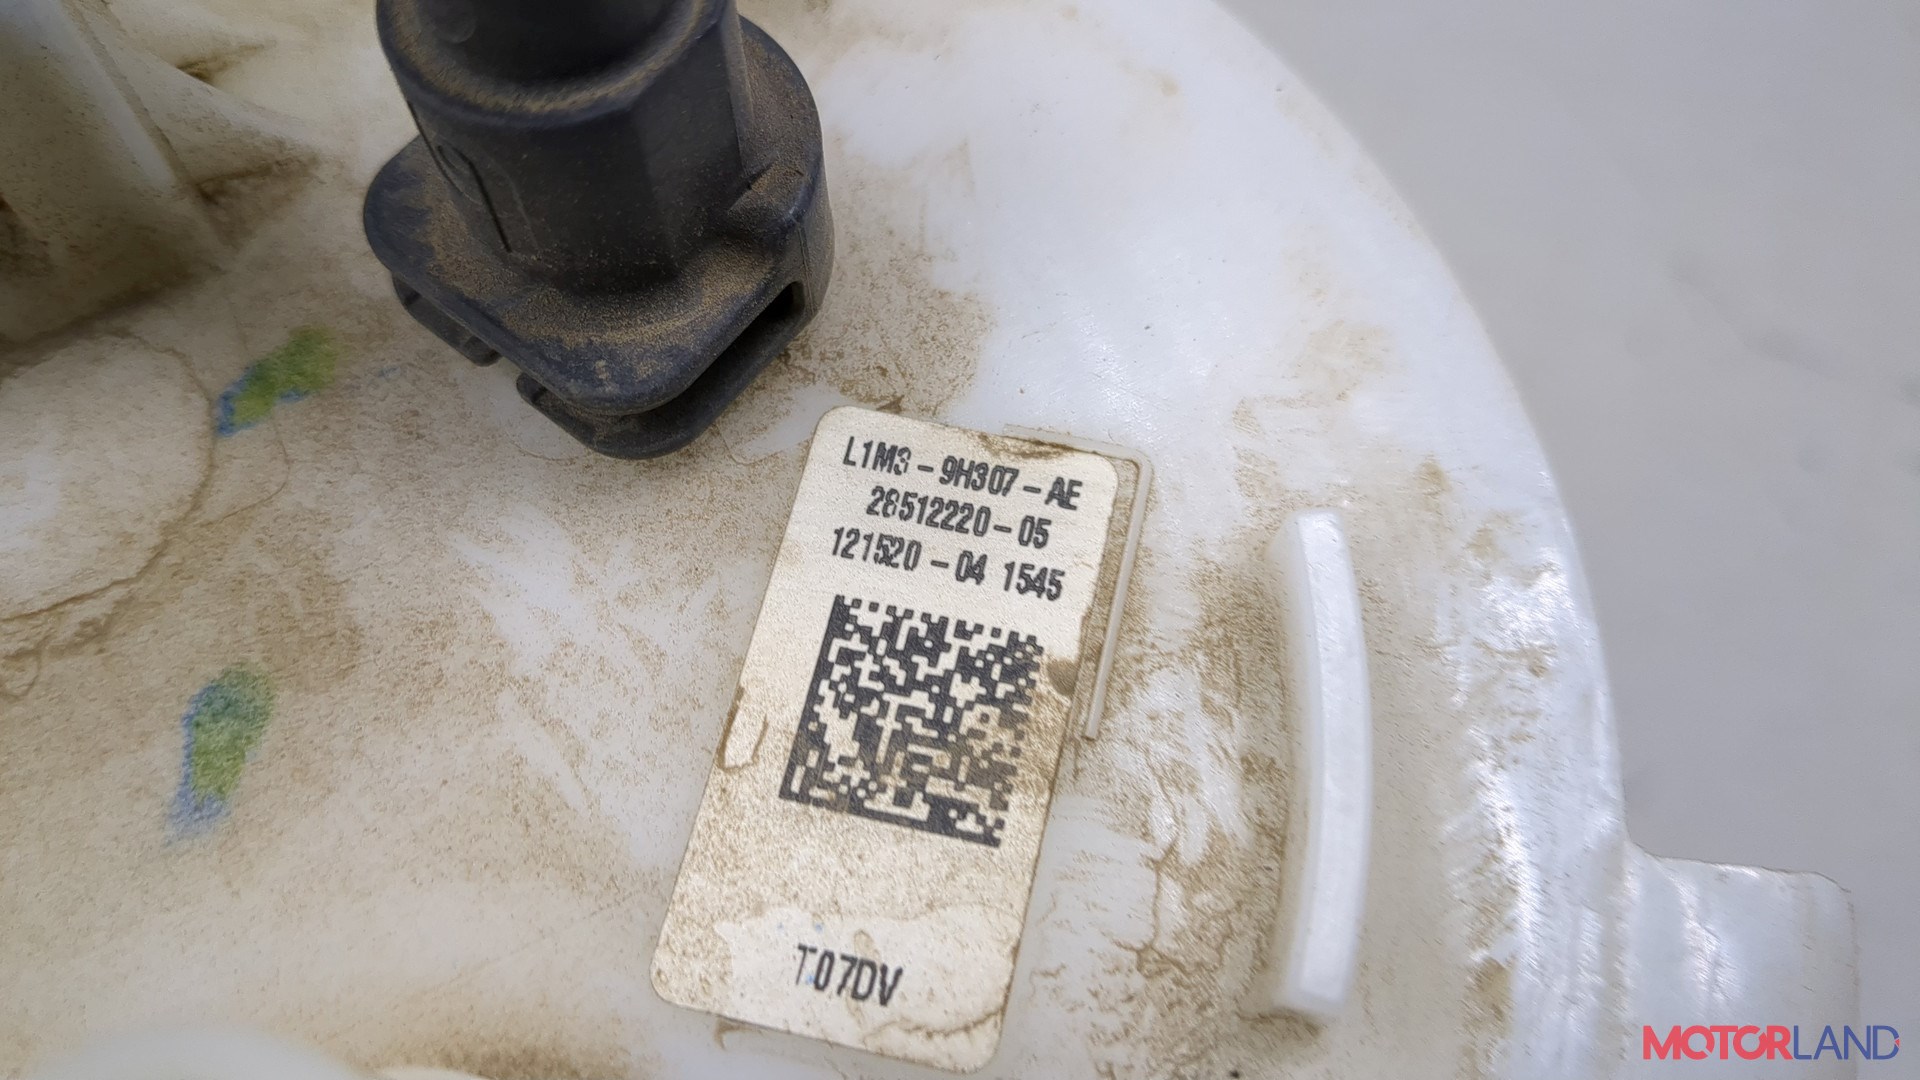 L1M3-9H307-AE
28512220-05
121520-04 1545
T07DV
MOTORLAND